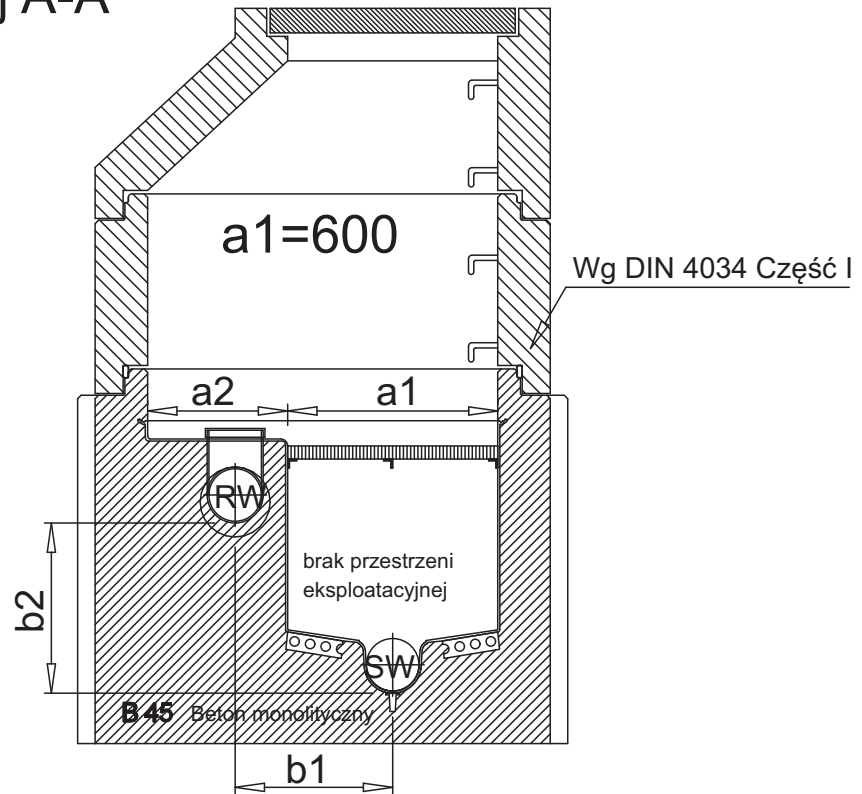 A-A
a1=600
Wg DIN 4034 Część I
a2
a1
RW
brak przestrzeni
eksploatacyjnej
b2
SW
B 45 Beton monolityczny
b1